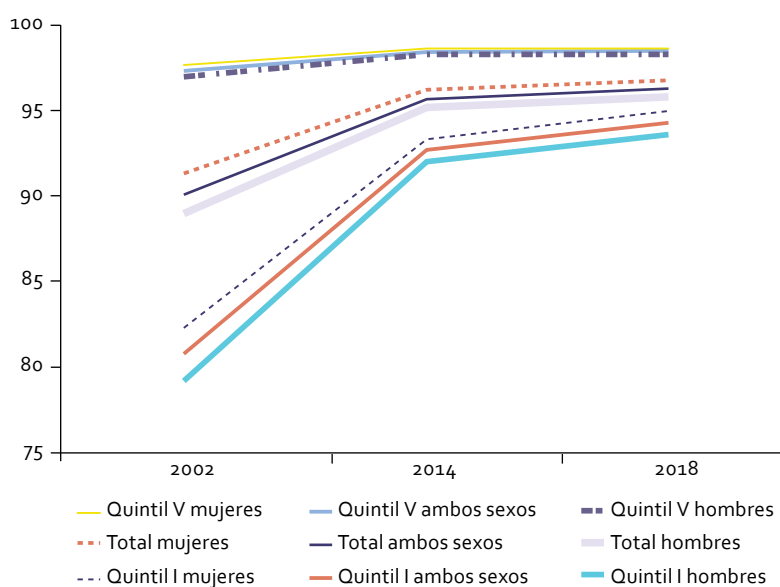 100
95
90
85
80
75
2002 2014 2018
Quintil V mujeres Quintil V ambos sexos Quintil V hombres
Total mujeres Total ambos sexos Total hombres
Quintil I mujeres Quintil I ambos sexos Quintil I hombres